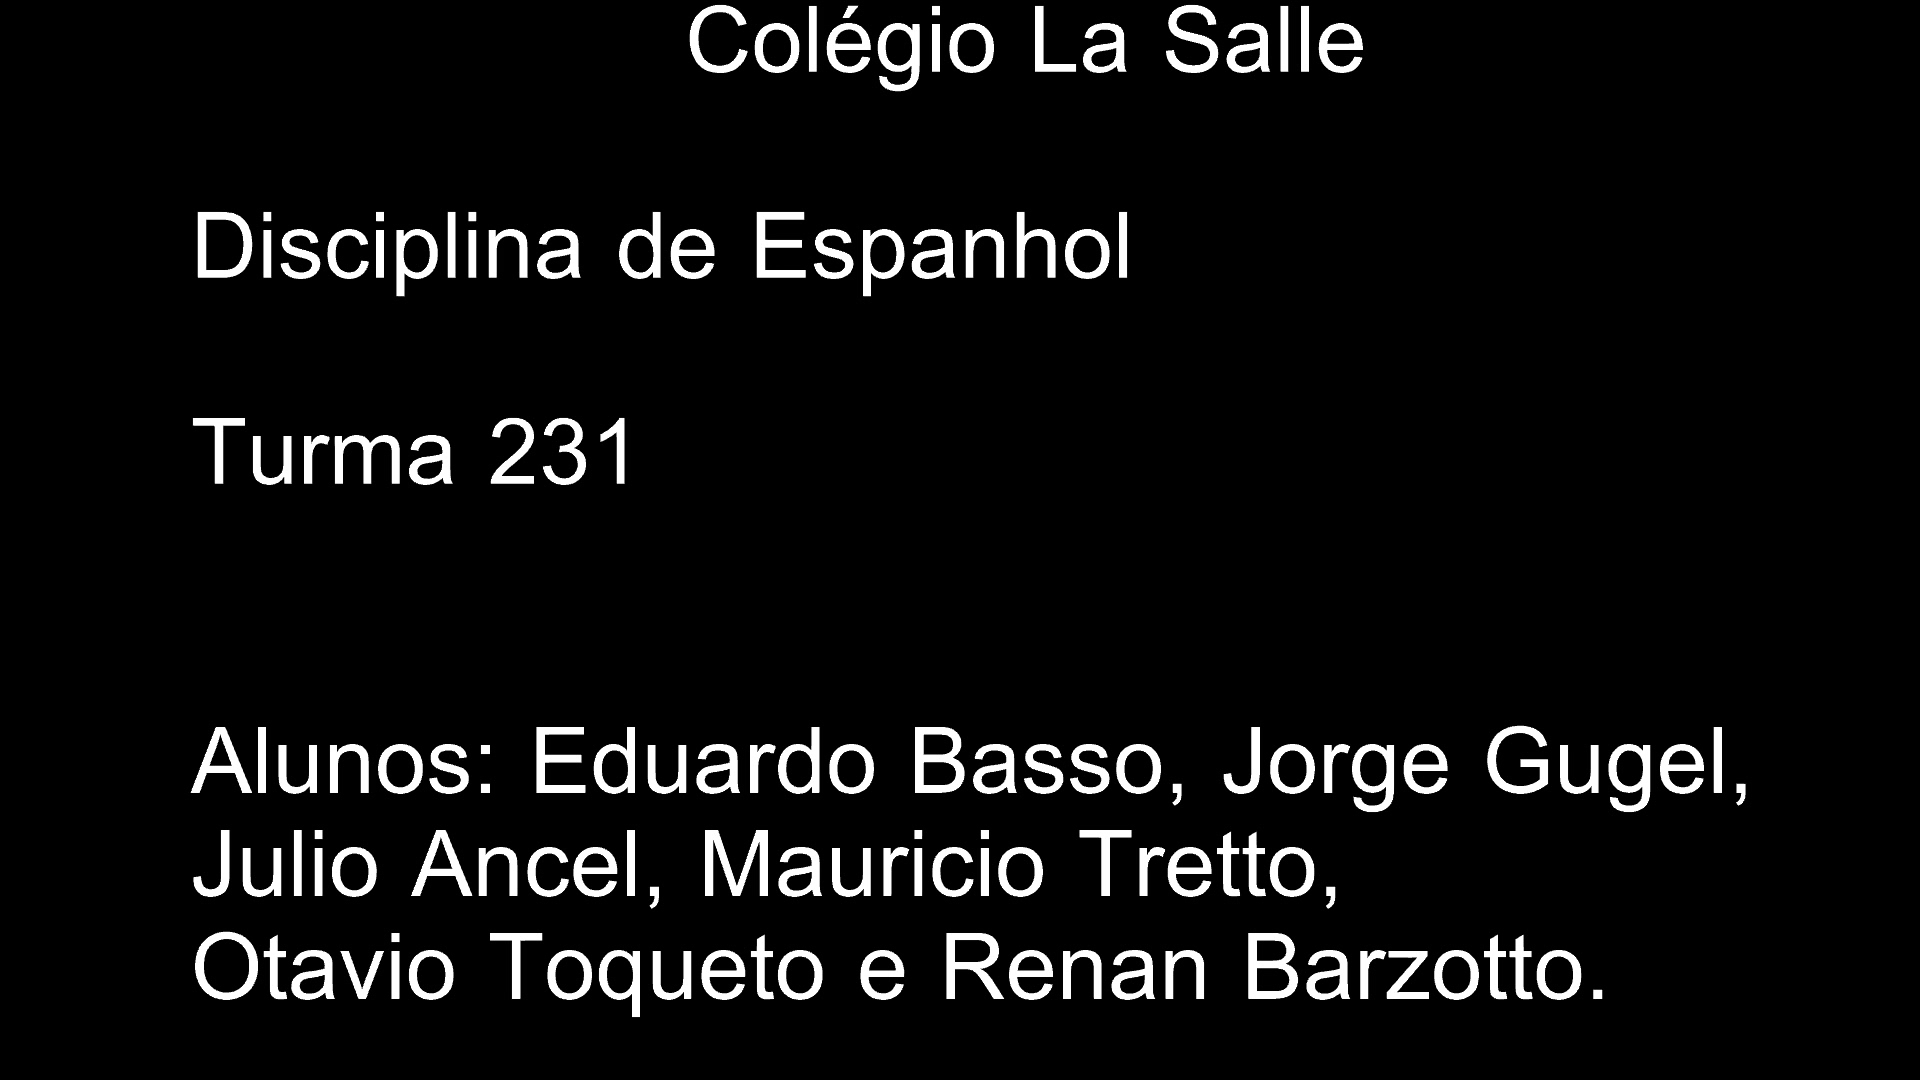 Colégio La Salle
Disciplina de Espanhol
Turma 231
Alunos: Eduardo Basso, Jorge Gugel,
Julio Ancel, Mauricio Tretto,
Otavio Toqueto e Renan Barzotto.